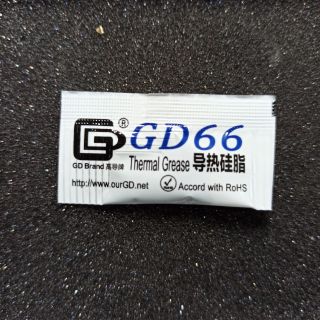 GD ® GD66
GD Brand 高导牌 Thermal Grease 导热硅脂
http://www.ourGD.net Accord with RoHS